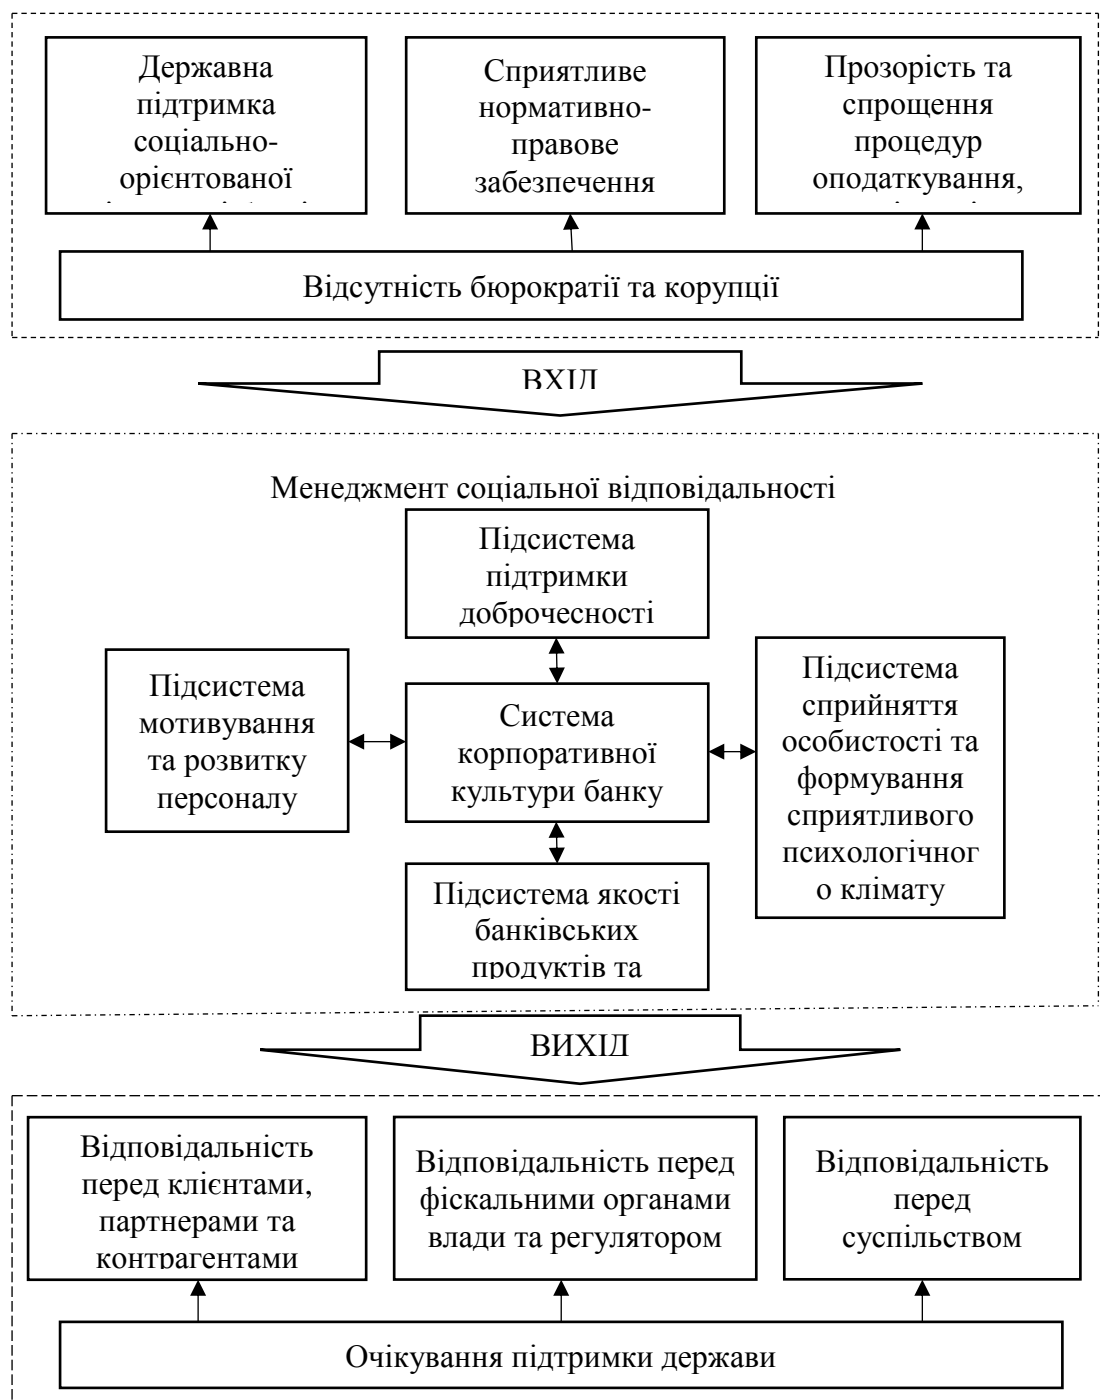 Державна
підтримка
соціально-
орієнтованої
Сприятливе
нормативно-
правове
забезпечення
Прозорість та
спрощення
процедур
оподаткування,
Відсутність бюрократії та корупції
ВХІД
Менеджмент соціальної відповідальності
Підсистема
підтримки
доброчесності
Підсистема
мотивування
та розвитку
персоналу
Система
корпоративної
культури банку
Підсистема
сприйняття
особистості та
формування
сприятливого
психологічног
о клімату
Підсистема якості
банківських
продуктів та
ВИХІД
Відповідальність
перед клієнтами,
партнерами та
контрагентами
Відповідальність перед
фіскальними органами
влади та регулятором
Відповідальність
перед
суспільством
Очікування підтримки держави